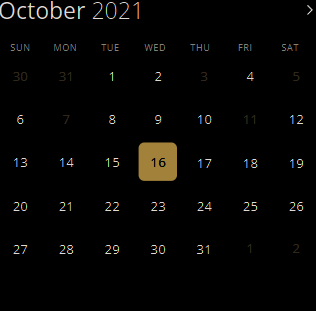 October 2021
SUN MON TUE WED THU FRI SAT
30 31 1 2 3 4 5
6 7 8 9 10 11 12
13 14 15 16 17 18 19
20 21 22 23 24 25 26
27 28 29 30 31 1 2